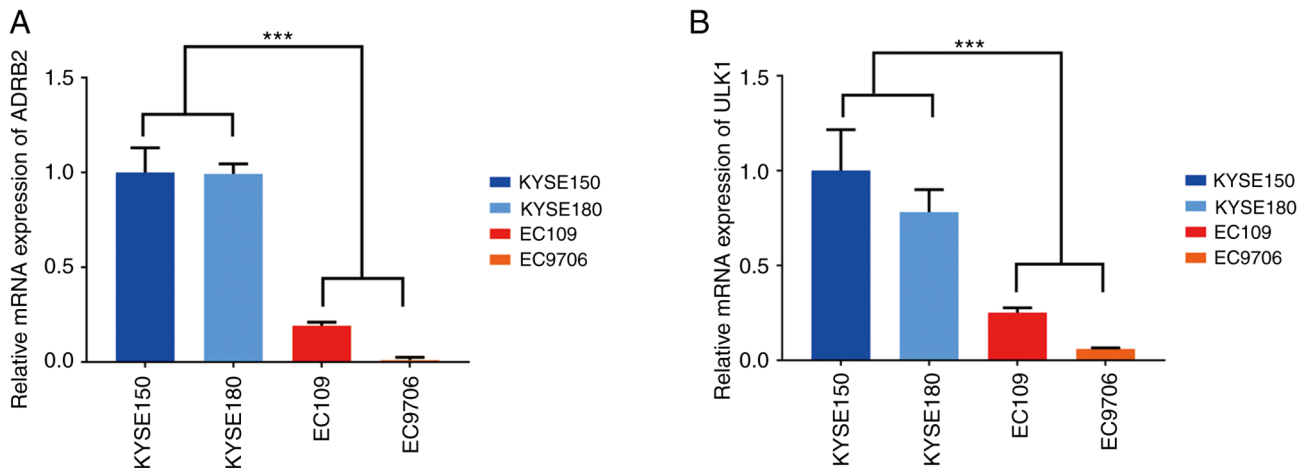 A
Relative mRNA expression of ADRB2
***
1.5
1.0
0.5
0.0
KYSE150
KYSE180
EC109
EC9706
KYSE150
KYSE180
EC109
EC9706
B
Relative mRNA expression of ULK1
***
1.5
1.0
0.5
0.0
KYSE150
KYSE180
EC109
EC9706
KYSE150
KYSE180
EC109
EC9706